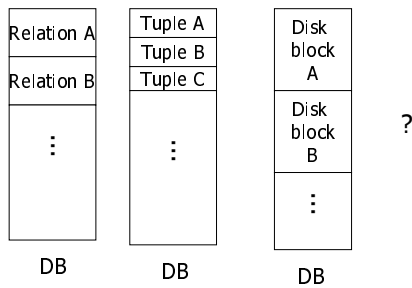 Relation A
Relation B
...
DB
Tuple A
Tuple B
Tuple C
...
DB
Disk
block
A
Disk
block
B
...
DB
?